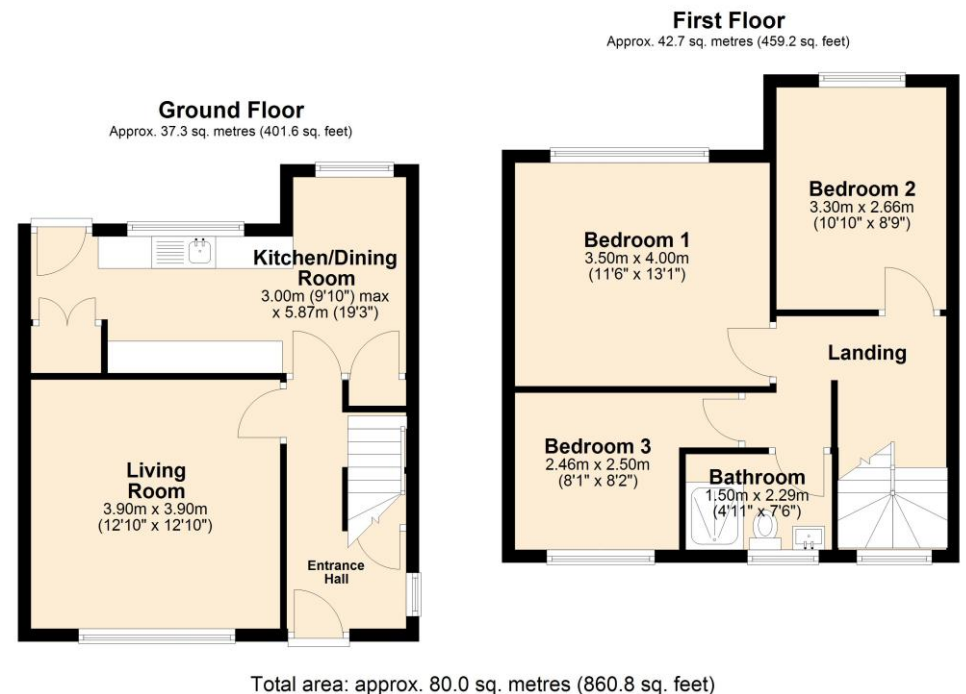 First Floor
Approx. 42.7 sq. metres (459.2 sq. feet)
Ground Floor
Approx. 37.3 sq. metres (401.6 sq. feet)
Kitchen/Dining
Room
3.00m (9'10") max
x 5.87m (19'3")
Living
Room
3.90m x 3.90m
(12'10" x 12'10")
Entrance
Hall
Bedroom 1
3.50m x 4.00m
(11'6" x 13'1")
Bedroom 2
3.30m x 2.66m
(10'10" x 8'9")
Landing
Bedroom 3
2.46m x 2.50m
(8'1" x 8'2")
Bathroom
1.50m x 2.29m
(4'11" x 7'6")
Total area: approx. 80.0 sq. metres (860.8 sq. feet)